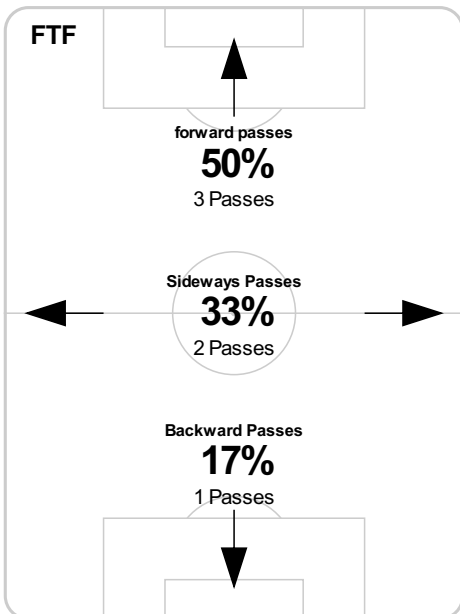 FTF
forward passes
50%
3 Passes
Sideways Passes
33%
2 Passes
Backward Passes
17%
1 Passes